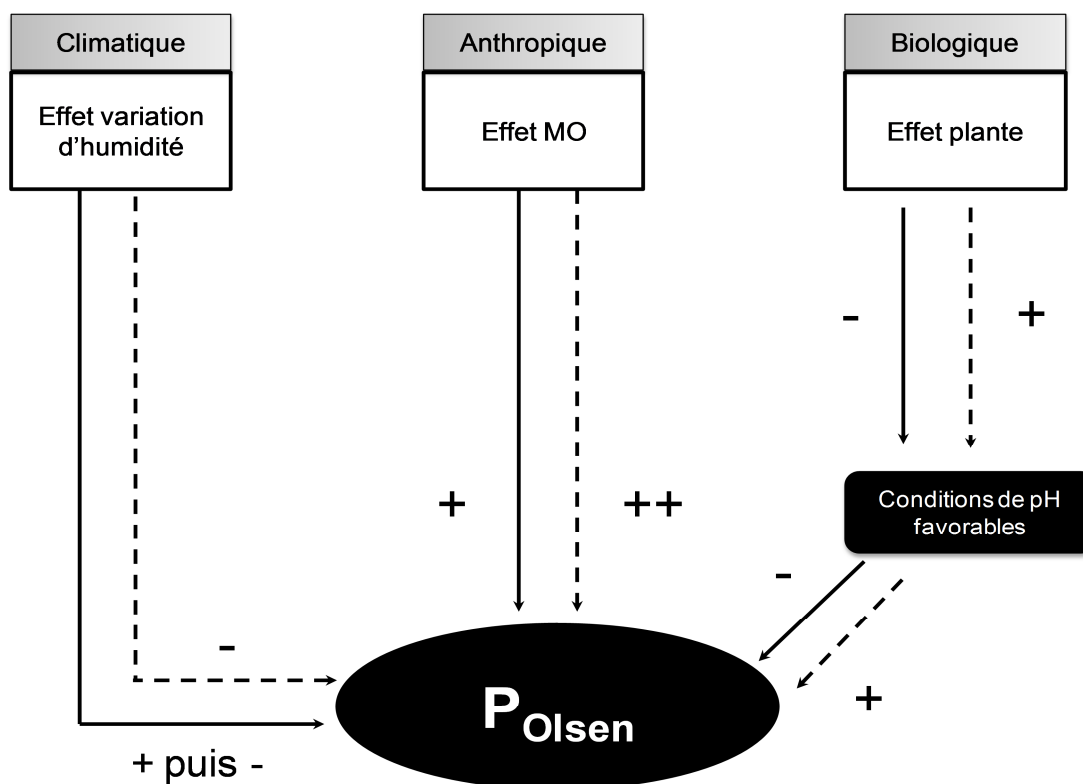 Climatique
Effet variation
d’humidité
Anthropique
Effet MO
Biologique
Effet plante
-
+
Conditions de pH
favorables
+
++
-
+
-
+ puis -
P Olsen